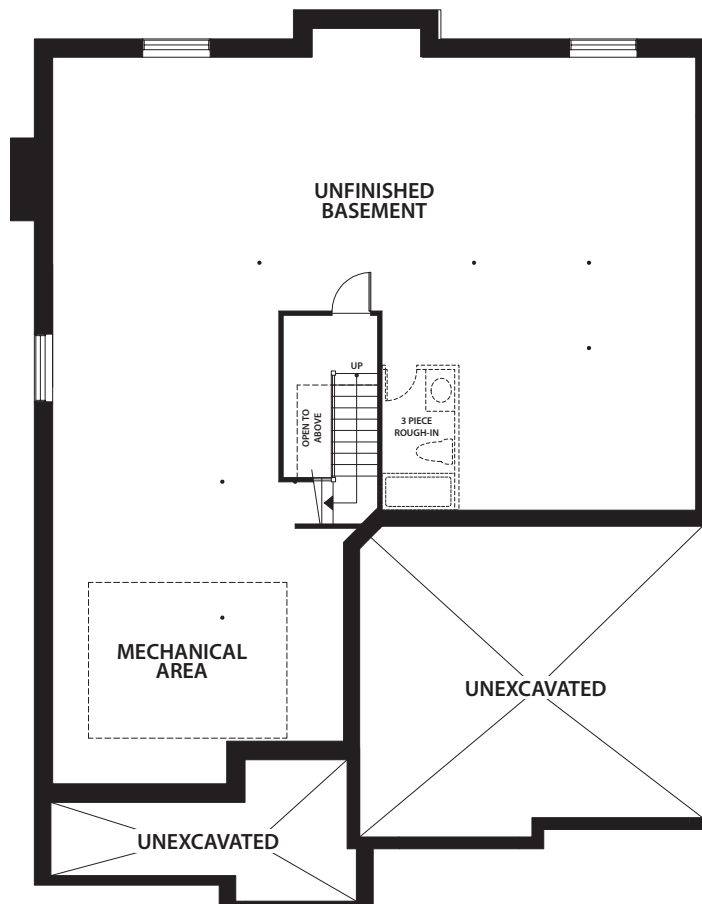 UNFINISHED
BASEMENT
UP
OPEN TO
ABOVE
3 PIECE
ROUGH-IN
MECHANICAL
AREA
UNEXCAVATED
UNEXCAVATED